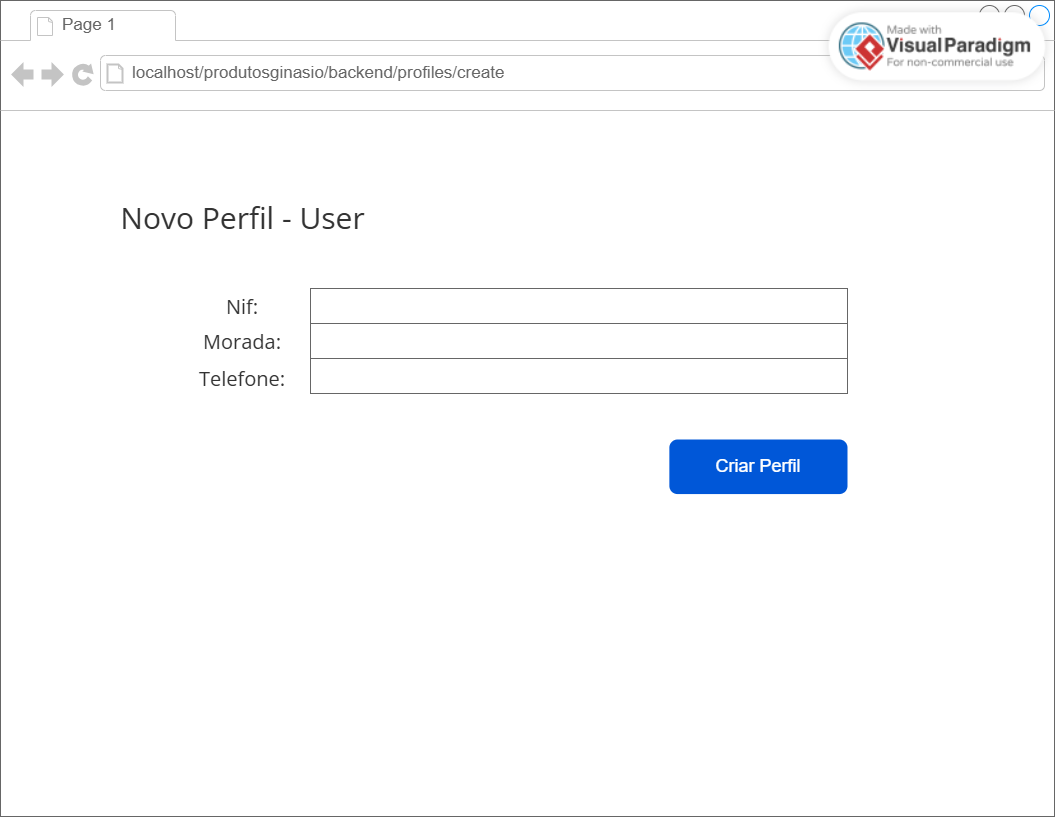 Page 1
Made with
Visual Paradigm
For non-commercial use
localhost/produtosginasio/backend/profiles/create
Novo Perfil - User
Nif:
Morada:
Telefone:
Criar Perfil